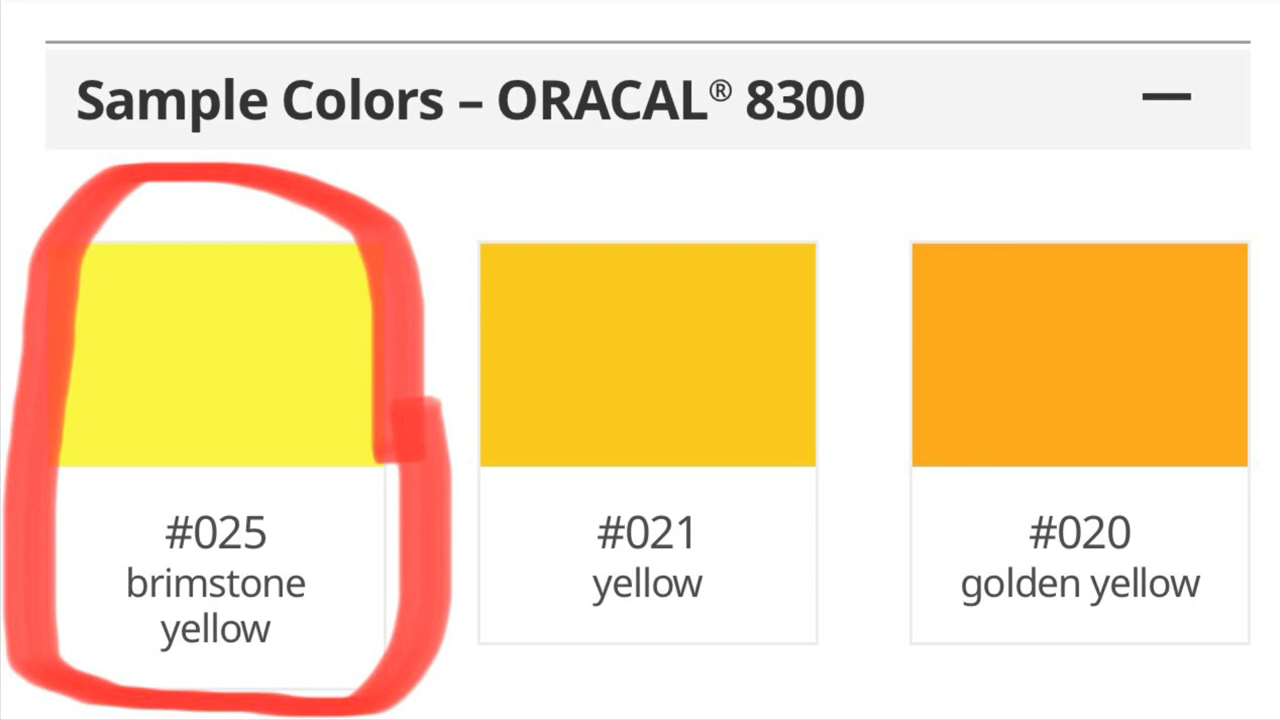 Sample Colors – ORACAL® 8300
#025
brimstone
yellow
#021
yellow
#020
golden yellow